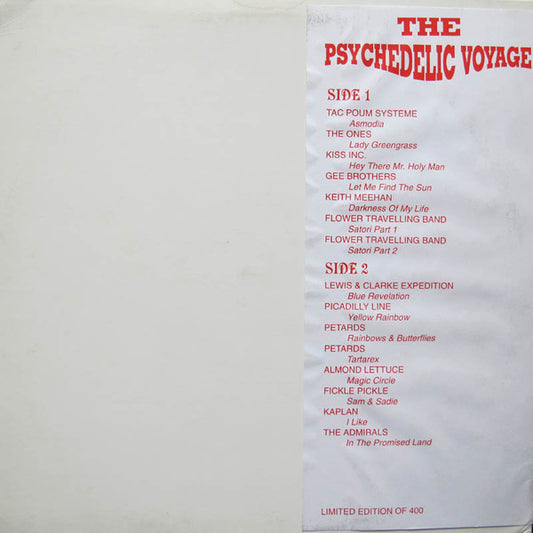 THE
PSYCHEDELIC VOYAGE
SIDE 1
TAC POUM SYSTEME
Asmodia
THE ONES
Lady Greengrass
KISS INC.
Hey There Mr. Holy Man
GEE BROTHERS
Let Me Find The Sun
KEITH MEEHAN
Darkness Of My Life
FLOWER TRAVELLING BAND
Satori Part 1
FLOWER TRAVELLING BAND
Satori Part 2
SIDE 2
LEWIS & CLARKE EXPEDITION
Blue Revelation
PICADILLY LINE
Yellow Rainbow
PETARDS
Rainbows & Butterflies
PETARDS
Tartarex
ALMOND LETTUCE
Magic Circle
FICKLE PICKLE
Sam & Sadie
KAPLAN
I Like
THE ADMIRALS
In The Promised Land
LIMITED EDITION OF 400